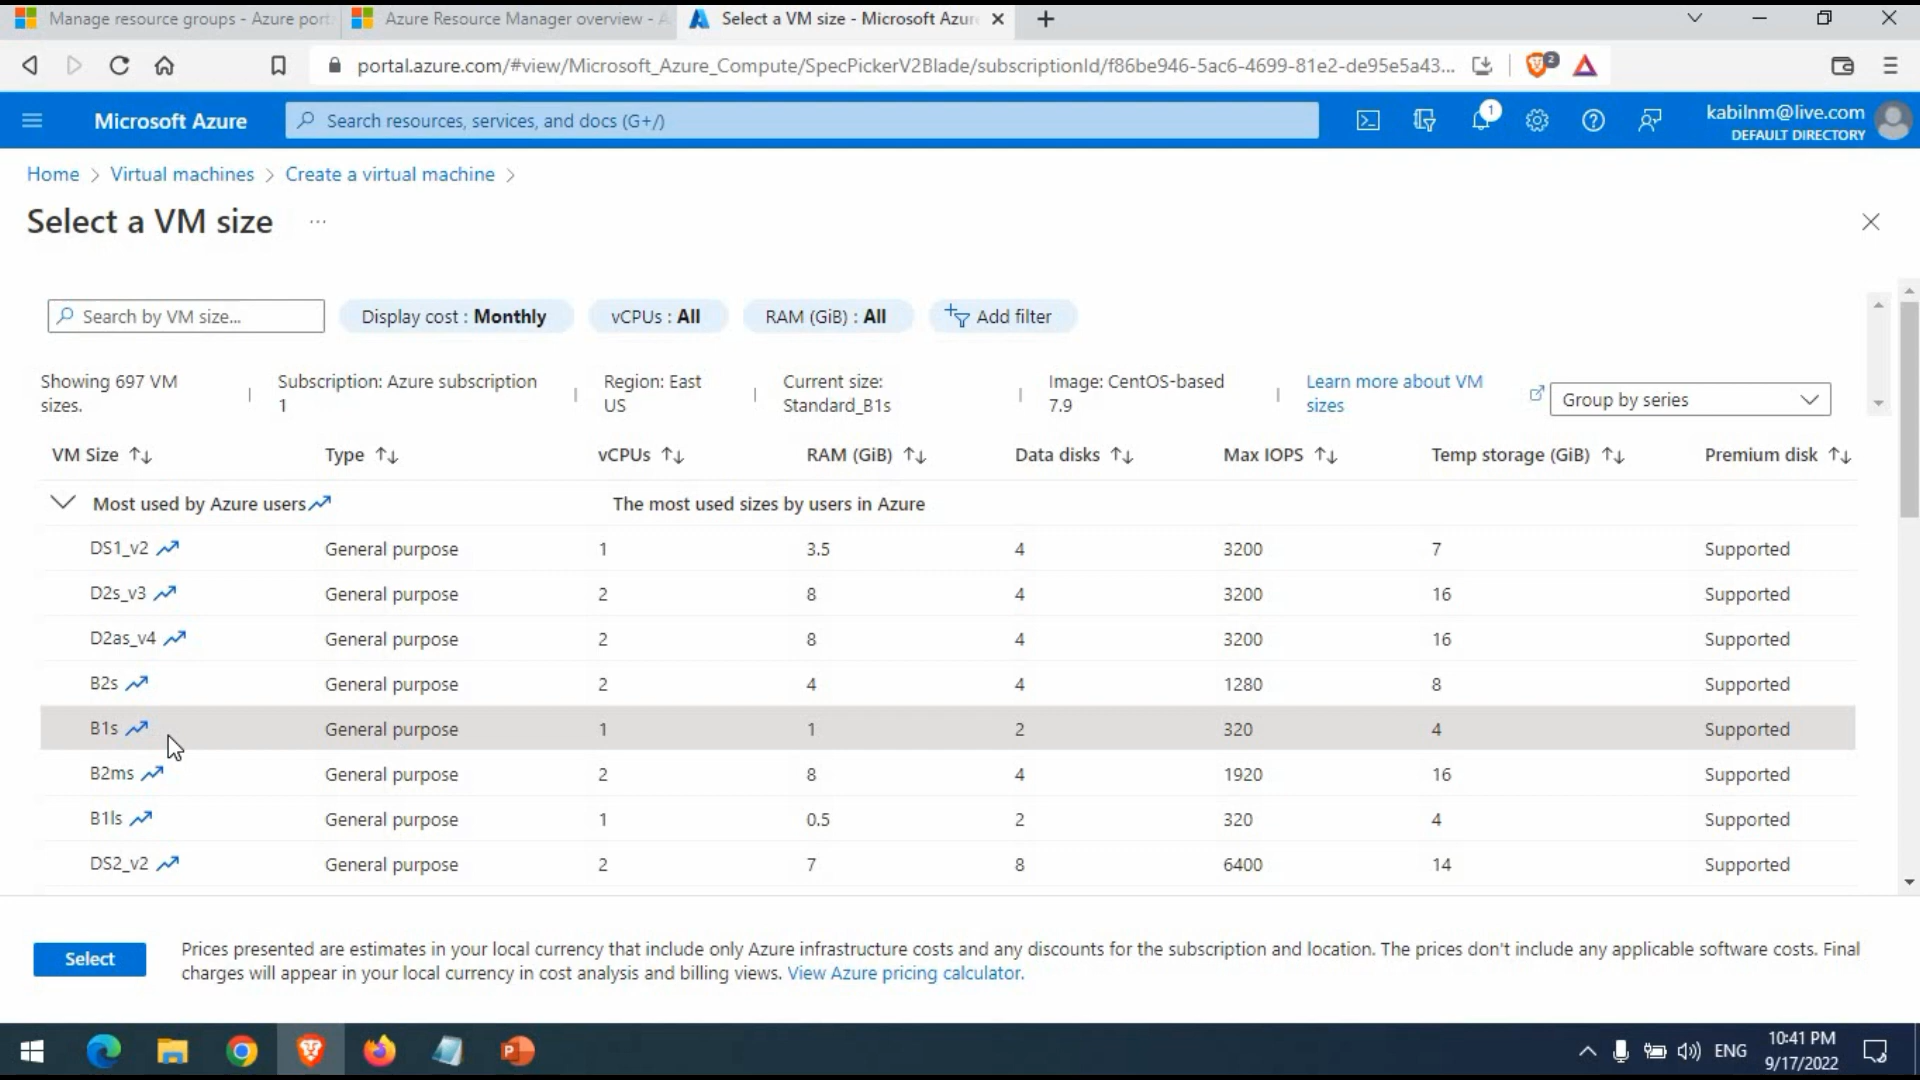 Manage resource groups - Azure port
Azure Resource Manager overview - A
Select a VM size - Microsoft Azur
portal.azure.com/#view/Microsoft_Azure_Compute/SpecPickerV2Blade/subscriptionId/f86be946-5ac6-4699-81e2-de95e5a43...
2
Microsoft Azure
Search resources, services, and docs (G+/)
1
kabilnm@live.com
DEFAULT DIRECTORY
Home > Virtual machines > Create a virtual machine >
Select a VM size ...
Search by VM size...
Display cost : Monthly
vCPUs : All
RAM (GiB) : All
Add filter
Showing 697 VM sizes.
Subscription: Azure subscription 1
Region: East US
Current size: Standard_B1s
Image: CentOS-based 7.9
Learn more about VM sizes
Group by series
VM Size Type vCPUs RAM (GiB) Data disks Max IOPS Temp storage (GiB) Premium disk
Most used by Azure users The most used sizes by users in Azure
DS1_v2 General purpose 1 3.5 4 3200 7 Supported
D2s_v3 General purpose 2 8 4 3200 16 Supported
D2as_v4 General purpose 2 8 4 3200 16 Supported
B2s General purpose 2 4 4 1280 8 Supported
B1s General purpose 1 1 2 320 4 Supported
B2ms General purpose 2 8 4 1920 16 Supported
B1ls General purpose 1 0.5 2 320 4 Supported
DS2_v2 General purpose 2 7 8 6400 14 Supported
Select
Prices presented are estimates in your local currency that include only Azure infrastructure costs and any discounts for the subscription and location. The prices don't include any applicable software costs. Final
charges will appear in your local currency in cost analysis and billing views. View Azure pricing calculator.
ENG
10:41 PM
9/17/2022